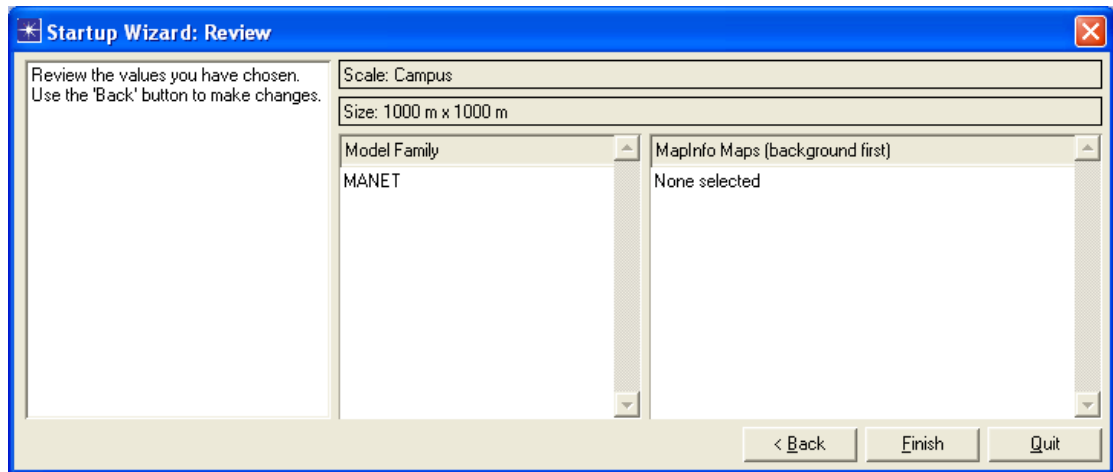 Startup Wizard: Review
Review the values you have chosen.
Use the 'Back' button to make changes.
Scale: Campus
Size: 1000 m x 1000 m
Model Family
MANET
MapInfo Maps (background first)
None selected
< Back
Finish
Quit